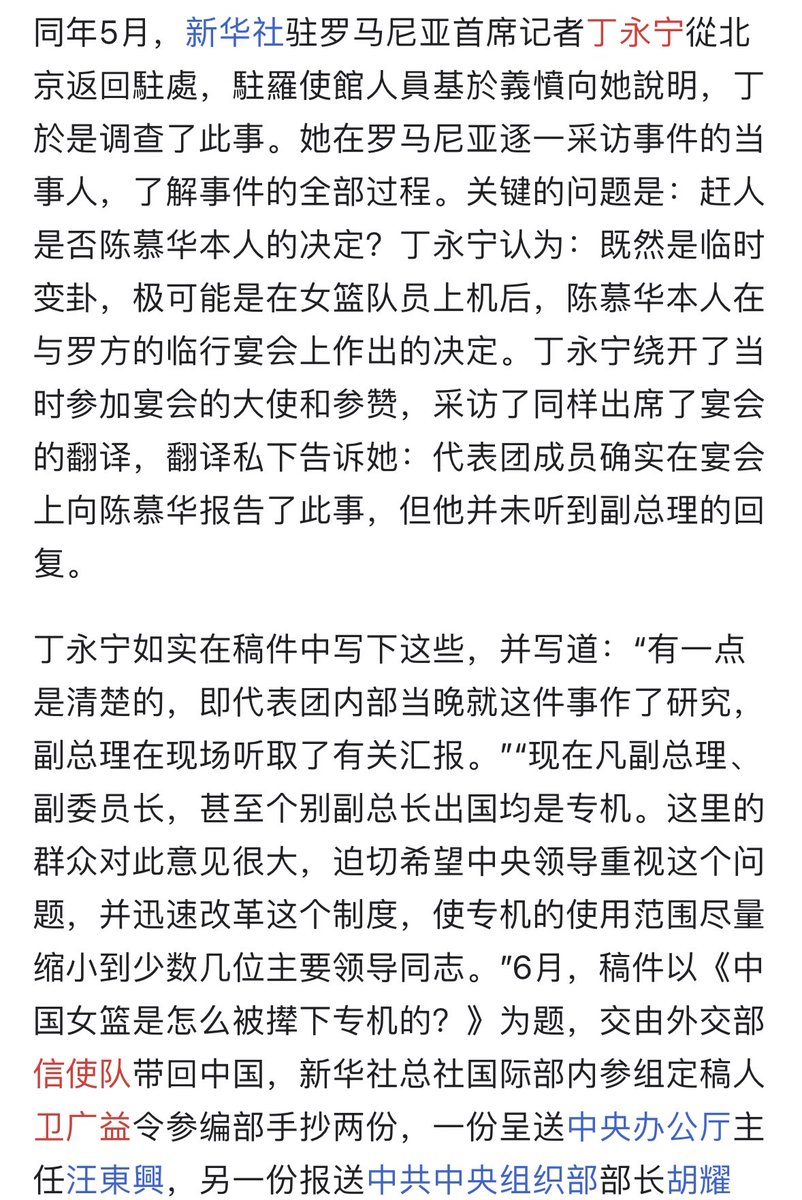 同年5月，新华社驻罗马尼亚首席记者丁永宁從北
京返回駐處，駐羅使館人員基於義憤向她說明，丁
於是调查了此事。她在罗马尼亚逐一采访事件的当
事人，了解事件的全部过程。关键的问题是：赶人
是否陈慕华本人的决定？丁永宁认为：既然是临时
变卦，极可能是在女篮队员上机后，陈慕华本人在
与罗方的临行宴会上作出的决定。丁永宁绕开了当
时参加宴会的大使和参赞，采访了同样出席了宴会
的翻译，翻译私下告诉她：代表团成员确实在宴会
上向陈慕华报告了此事，但他并未听到副总理的回
复。
丁永宁如实在稿件中写下这些，并写道：“有一点
是清楚的，即代表团内部当晚就这件事作了研究，
副总理在现场听取了有关汇报。”“现在凡副总理、
副委员长，甚至个别副总长出国均是专机。这里的
群众对此意见很大，迫切希望中央领导重视这个问
题，并迅速改革这个制度，使专机的使用范围尽量
缩小到少数几位主要领导同志。”6月，稿件以《中
国女篮是怎么被撵下专机的？》为题，交由外交部
信使队带回中国，新华社总社国际部内参组定稿人
卫广益令参编部手抄两份，一份呈送中央办公厅主
任汪東興，另一份报送中共中央组织部部长胡耀